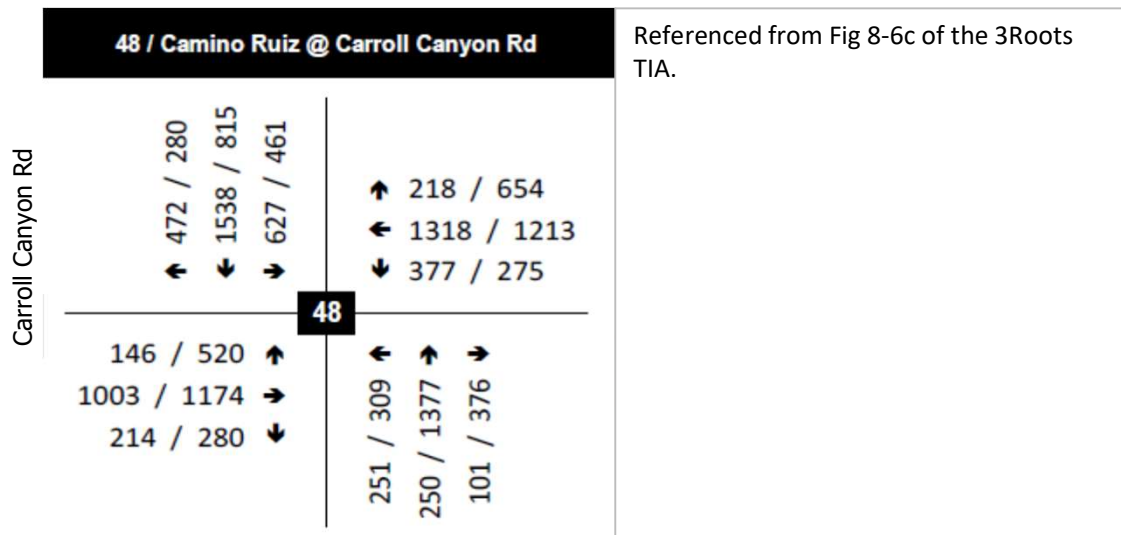 48 / Camino Ruiz @ Carroll Canyon Rd
Referenced from Fig 8-6c of the 3Roots
TIA.
Carroll Canyon Rd
472 / 280
1538 / 815
627 / 461
← ↓ →
↑ 218 / 654
← 1318 / 1213
↓ 377 / 275
48
146 / 520 ↑
1003 / 1174 →
214 / 280 ↓
← ↑ →
251 / 309
250 / 1377
101 / 376